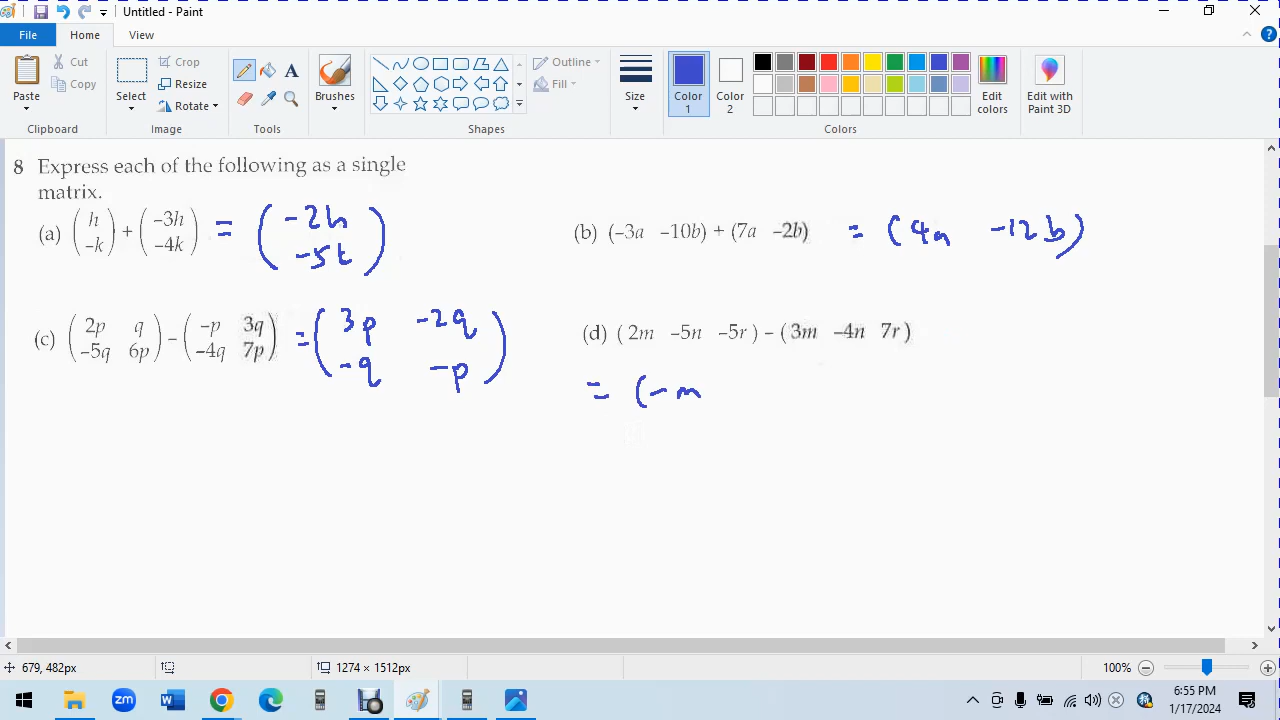 Untitled - Paint
File Home View
Paste Cut Copy Clipboard
Select Crop Resize Rotate Image
Tools
Brushes
Shapes Outline Fill
Size
Color 1 Color 2 Colors
Edit colors
Edit with Paint 3D
8 Express each of the following as a single
matrix.
(a) (h -k) + (-3h -4k) = (-2h -5k)
(b) (-3a -10b) + (7a -2b) = (4a -12b)
(c) (2p q -5q 6p) - (-p 3q -4q 7p) = (3p -2q -q -p)
(d) (2m -5n -5r) - (3m -4n 7r)
= (-m
679, 482px 1274 × 1512px 100%
zm W
6:55 PM
1/17/2024